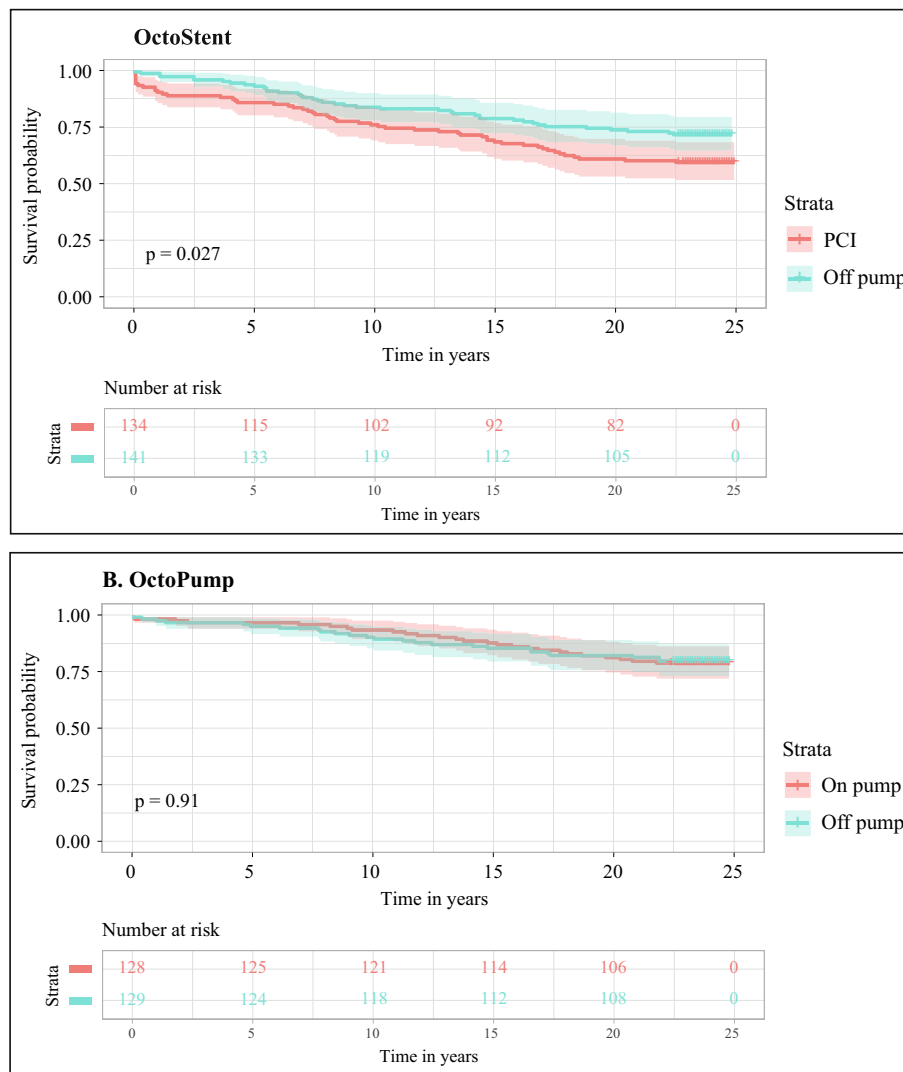 OctoStent
1.00
0.75
0.50
0.25
0.00
Survival probability
p = 0.027
0 5 10 15 20 25
Time in years
Strata
PCI
Off pump
Number at risk
Strata
134 115 102 92 82 0
141 133 119 112 105 0
0 5 10 15 20 25
Time in years
B. OctoPump
1.00
0.75
0.50
0.25
0.00
Survival probability
p = 0.91
0 5 10 15 20 25
Time in years
Strata
On pump
Off pump
Number at risk
Strata
128 125 121 114 106 0
129 124 118 112 108 0
0 5 10 15 20 25
Time in years